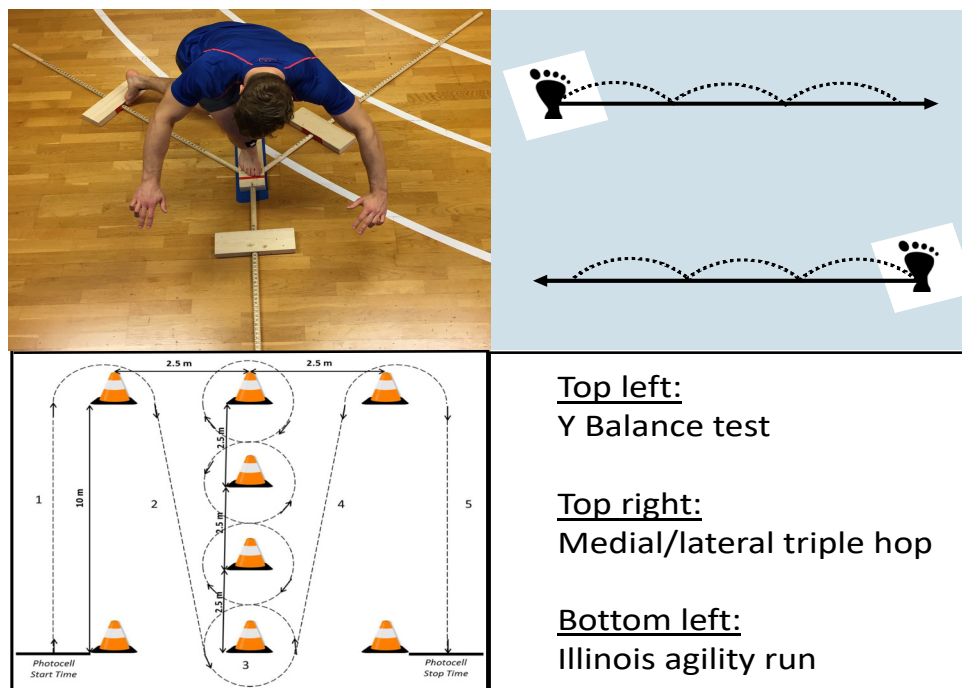 2.5 m 2.5 m
2.5 m
1 10 m 2 4 5
2.5 m
2.5 m
3
Photocell
Start Time
Photocell
Stop Time
Top left:
Y Balance test
Top right:
Medial/lateral triple hop
Bottom left:
Illinois agility run